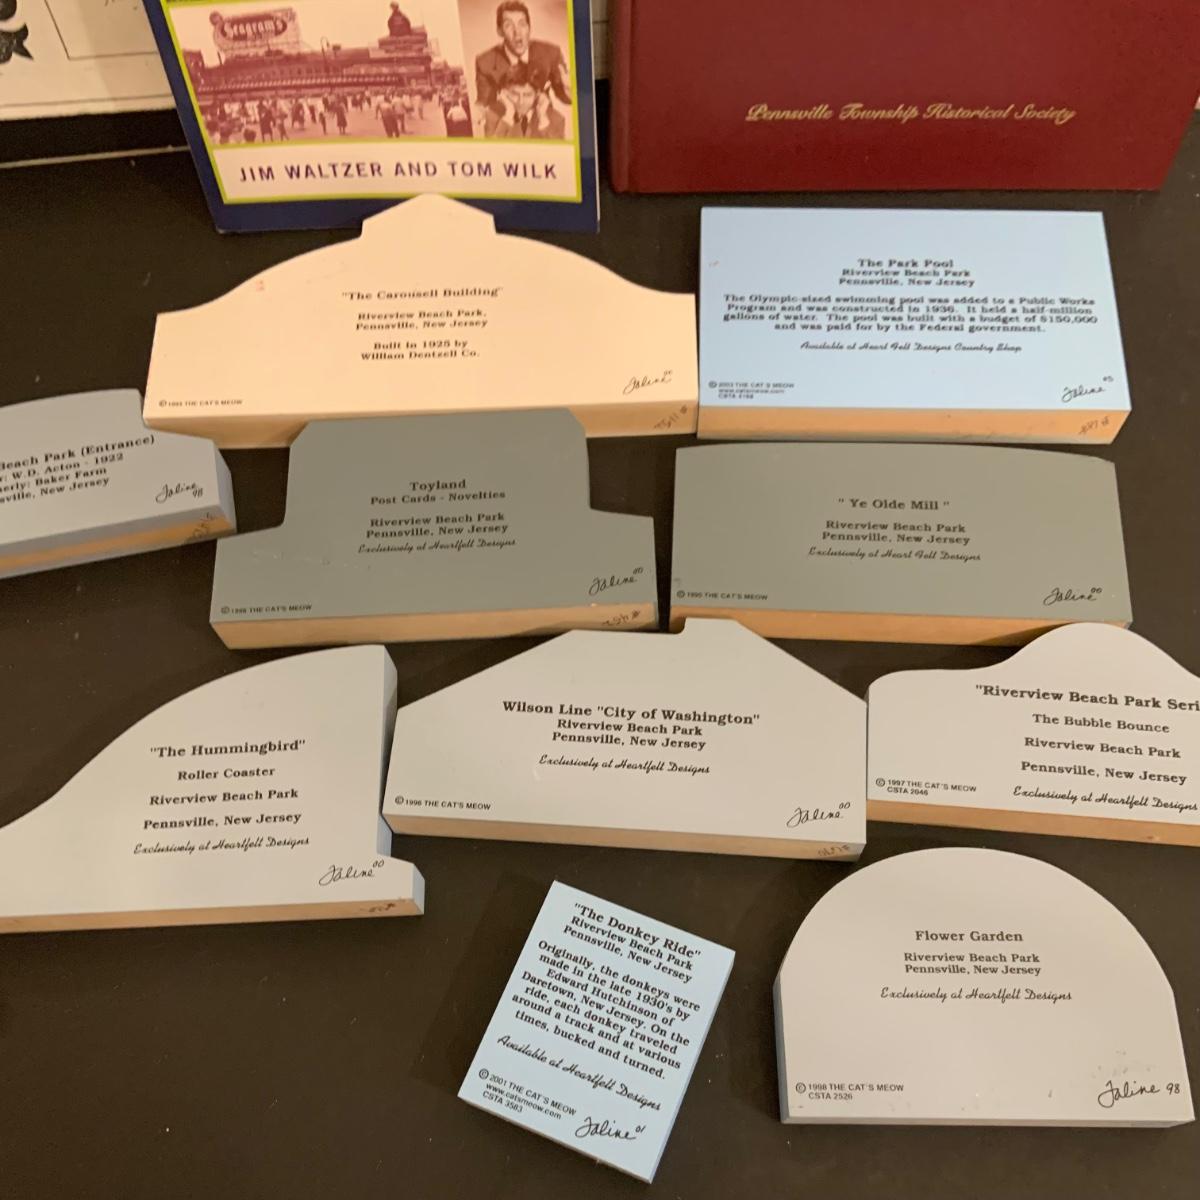 Seagram's
JIM WALTZER AND TOM WILK
Pennsville Township Historical Society
"The Carousell Building"
Riverview Beach Park,
Pennsville, New Jersey
Built in 1925 by
William Dentzell Co.
Jaline
© 1995 THE CAT'S MEOW
The Park Pool
Riverview Beach Park
Pennsville, New Jersey
The Olympic-sized swimming pool was added to a Public Works
Program and was constructed in 1936. It held a half-million
gallons of water. The pool was built with a budget of $150,000
and was paid for by the Federal government.
Available at Heart Fell Designs Country Shop
© 2003 THE CAT'S MEOW
www.catsmeow.com
CSTA
Jaline
Beach Park (Entrance)
W.D. Acton - 1922
Baker Farm
New Jersey
Jaline 98
Toyland
Post Cards - Novelties
Riverview Beach Park
Pennsville, New Jersey
Exclusively at Heartfelt Designs
Jaline 00
© 1998 THE CAT'S MEOW
" Ye Olde Mill "
Riverview Beach Park
Pennsville, New Jersey
Exclusively at Heart Fell Designs
© 1995 THE CAT'S MEOW
Jaline 00
"The Hummingbird"
Roller Coaster
Riverview Beach Park
Pennsville, New Jersey
Exclusively at Heartfelt Designs
Jaline 00
Wilson Line "City of Washington"
Riverview Beach Park
Pennsville, New Jersey
Exclusively at Heartfelt Designs
© 1996 THE CAT'S MEOW
Jaline 00
"Riverview Beach Park Seri
The Bubble Bounce
Riverview Beach Park
Pennsville, New Jersey
Exclusively at Heartfelt Designs
© 1997 THE CAT'S MEOW
CSTA 2046
"The Donkey Ride"
Riverview Beach Park
Pennsville, New Jersey
Originally, the donkeys were
made in the late 1930's by
Edward Hutchinson of
Daretown, New Jersey. On the
ride, each donkey traveled
around a track and at various
times, bucked and turned.
Available at Heartfelt Designs
© 2001 THE CAT'S MEOW
www.catsmeow.com
CSTA 3583
Jaline 01
Flower Garden
Riverview Beach Park
Pennsville, New Jersey
Exclusively at Heartfelt Designs
© 1998 THE CAT'S MEOW
CSTA 2526
Jaline 98